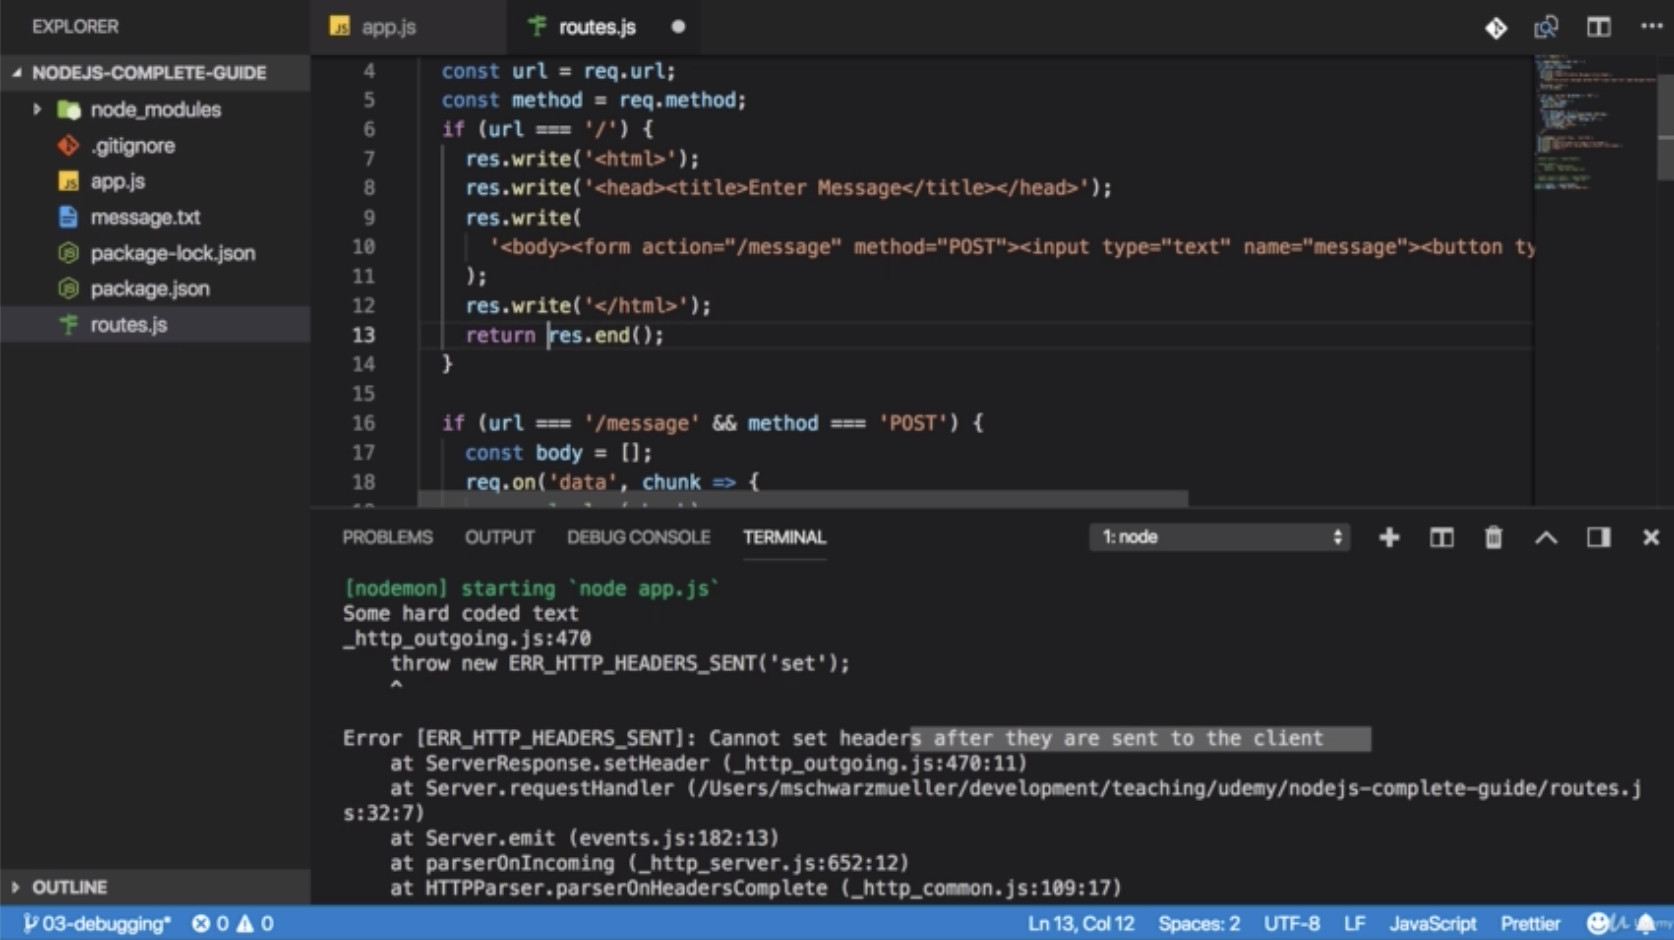 EXPLORER
app.js
routes.js
NODEJS-COMPLETE-GUIDE
node_modules
.gitignore
app.js
message.txt
package-lock.json
package.json
routes.js
OUTLINE
4 const url = req.url;
5 const method = req.method;
6 if (url === '/') {
7 res.write('<html>');
8 res.write('<head><title>Enter Message</title></head>');
9 res.write(
10 '<body><form action="/message" method="POST"><input type="text" name="message"><button ty
11 );
12 res.write('</html>');
13 return res.end();
14 }
15
16 if (url === '/message' && method === 'POST') {
17 const body = [];
18 req.on('data', chunk => {
PROBLEMS OUTPUT DEBUG CONSOLE TERMINAL 1: node
[nodemon] starting `node app.js`
Some hard coded text
_http_outgoing.js:470
throw new ERR_HTTP_HEADERS_SENT('set');
^
Error [ERR_HTTP_HEADERS_SENT]: Cannot set headers after they are sent to the client
at ServerResponse.setHeader (_http_outgoing.js:470:11)
at Server.requestHandler (/Users/mschwarzmueller/development/teaching/udemy/nodejs-complete-guide/routes.j
s:32:7)
at Server.emit (events.js:182:13)
at parserOnIncoming (_http_server.js:652:12)
at HTTPParser.parserOnHeadersComplete (_http_common.js:109:17)
03-debugging* 0 0 Ln 13, Col 12 Spaces: 2 UTF-8 LF JavaScript Prettier